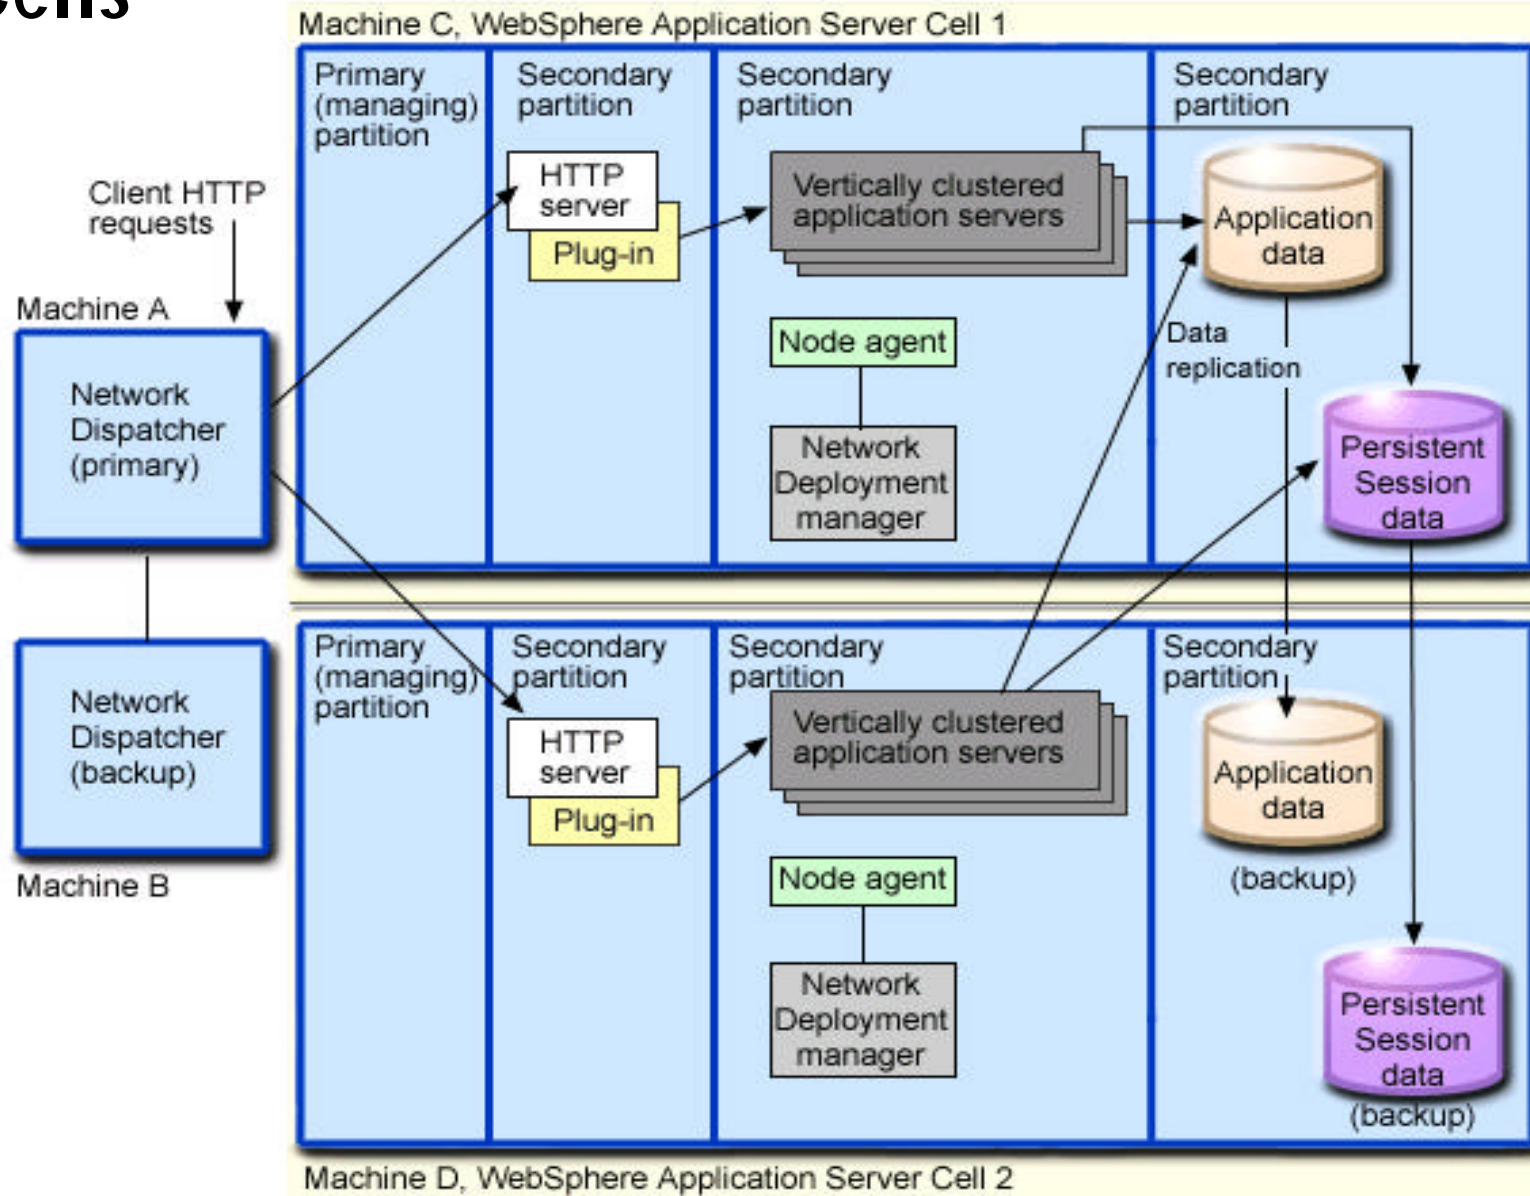 Machine C, WebSphere Application Server Cell 1
Primary
(managing)
partition
Secondary
partition
Secondary
partition
Secondary
partition
HTTP
server
Plug-in
Vertically clustered
application servers
Application
data
Client HTTP
requests
Machine A
Network
Dispatcher
(primary)
Node agent
Network
Deployment
manager
Data
replication
Persistent
Session
data
Network
Dispatcher
(backup)
Machine B
Primary
(managing)
partition
Secondary
partition
Secondary
partition
Secondary
partition
HTTP
server
Plug-in
Vertically clustered
application servers
Application
data
(backup)
Node agent
Network
Deployment
manager
Persistent
Session
data
(backup)
Machine D, WebSphere Application Server Cell 2